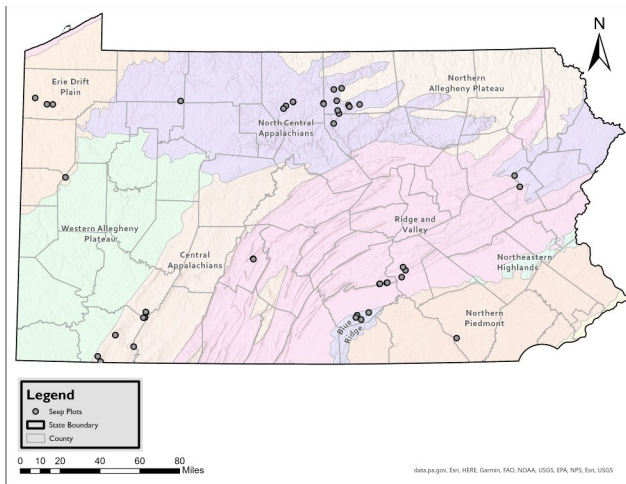 N
Erie Drift
Plain
Northern
Allegheny Plateau
North Central
Appalachians
Western Allegheny
Plateau
Central
Appalachians
Ridge and
Valley
Northeastern
Highlands
Blue
Ridge
Northern
Piedmont
Legend
Seep Plots
State Boundary
County
0 10 20 40 60 80
Miles
data.pa.gov, Esri, HERE, Garmin, FAO, NOAA, USGS, EPA, NPS, Esri, USGS